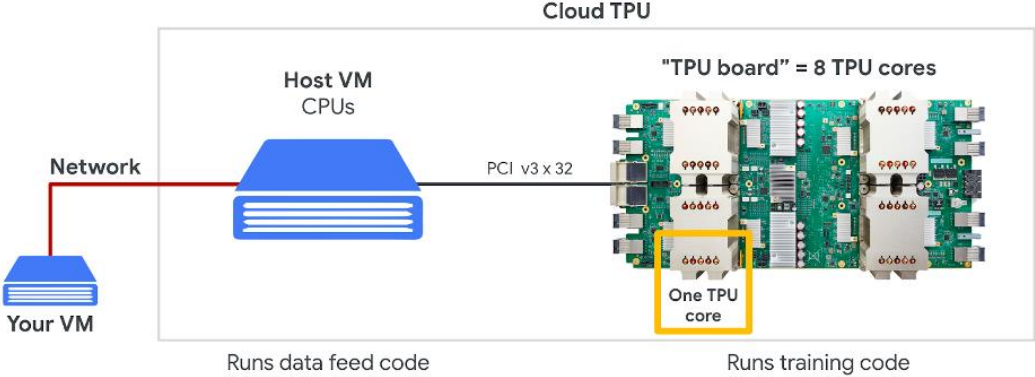 Cloud TPU
Host VM
CPUs
"TPU board” = 8 TPU cores
Network
PCI v3 x 32
One TPU
core
Your VM
Runs data feed code
Runs training code